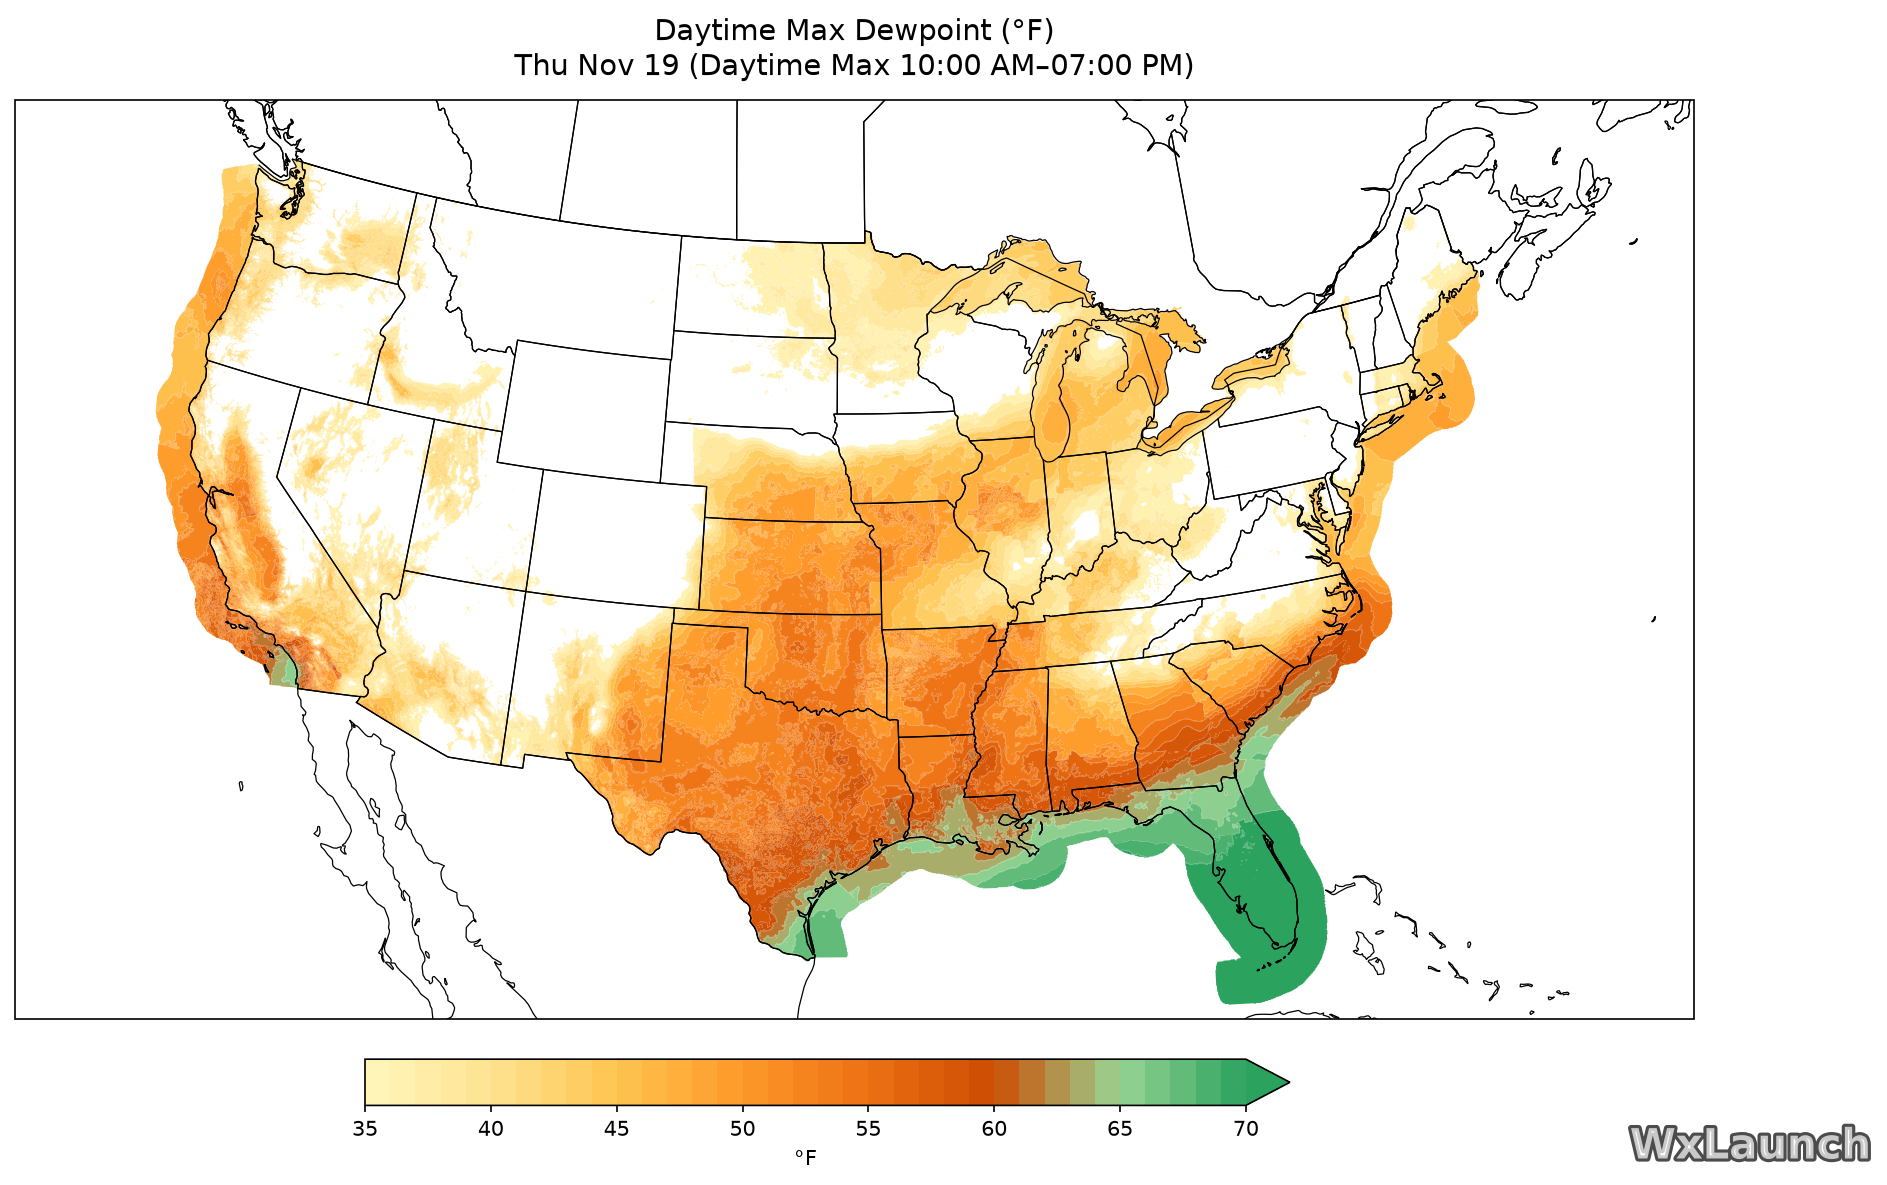 Daytime Max Dewpoint (°F)
Thu Nov 19 (Daytime Max 10:00 AM–07:00 PM)
35 40 45 50 55 60 65 70
°F
WxLaunch